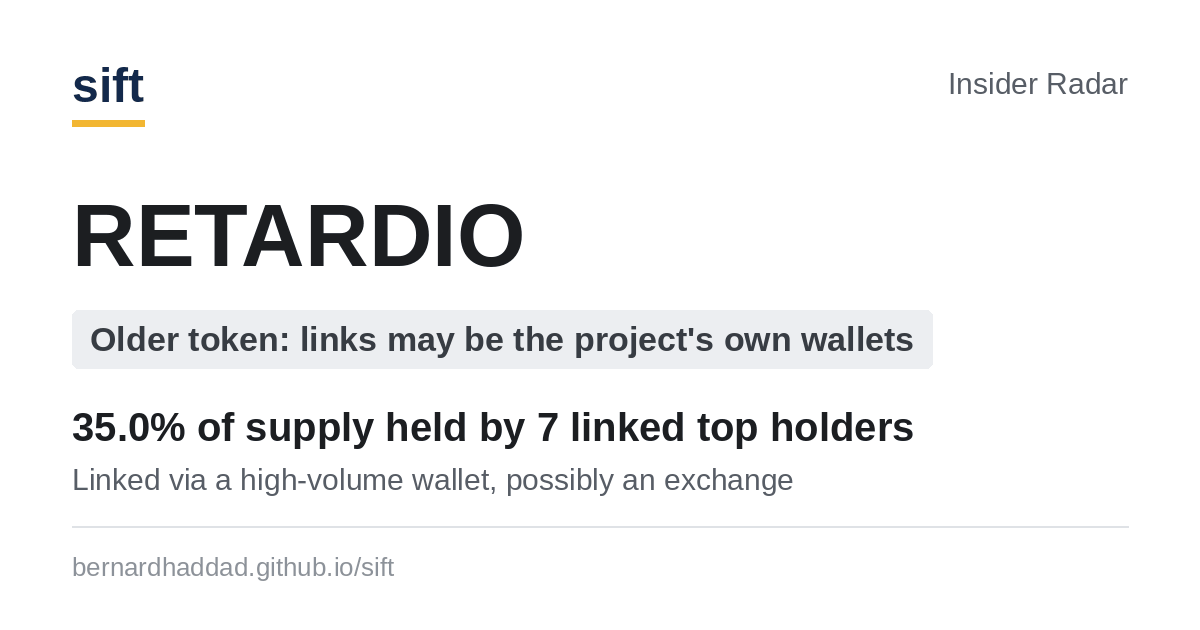 sift
Insider Radar
RETARDIO
Older token: links may be the project's own wallets
35.0% of supply held by 7 linked top holders
Linked via a high-volume wallet, possibly an exchange
bernardhaddad.github.io/sift